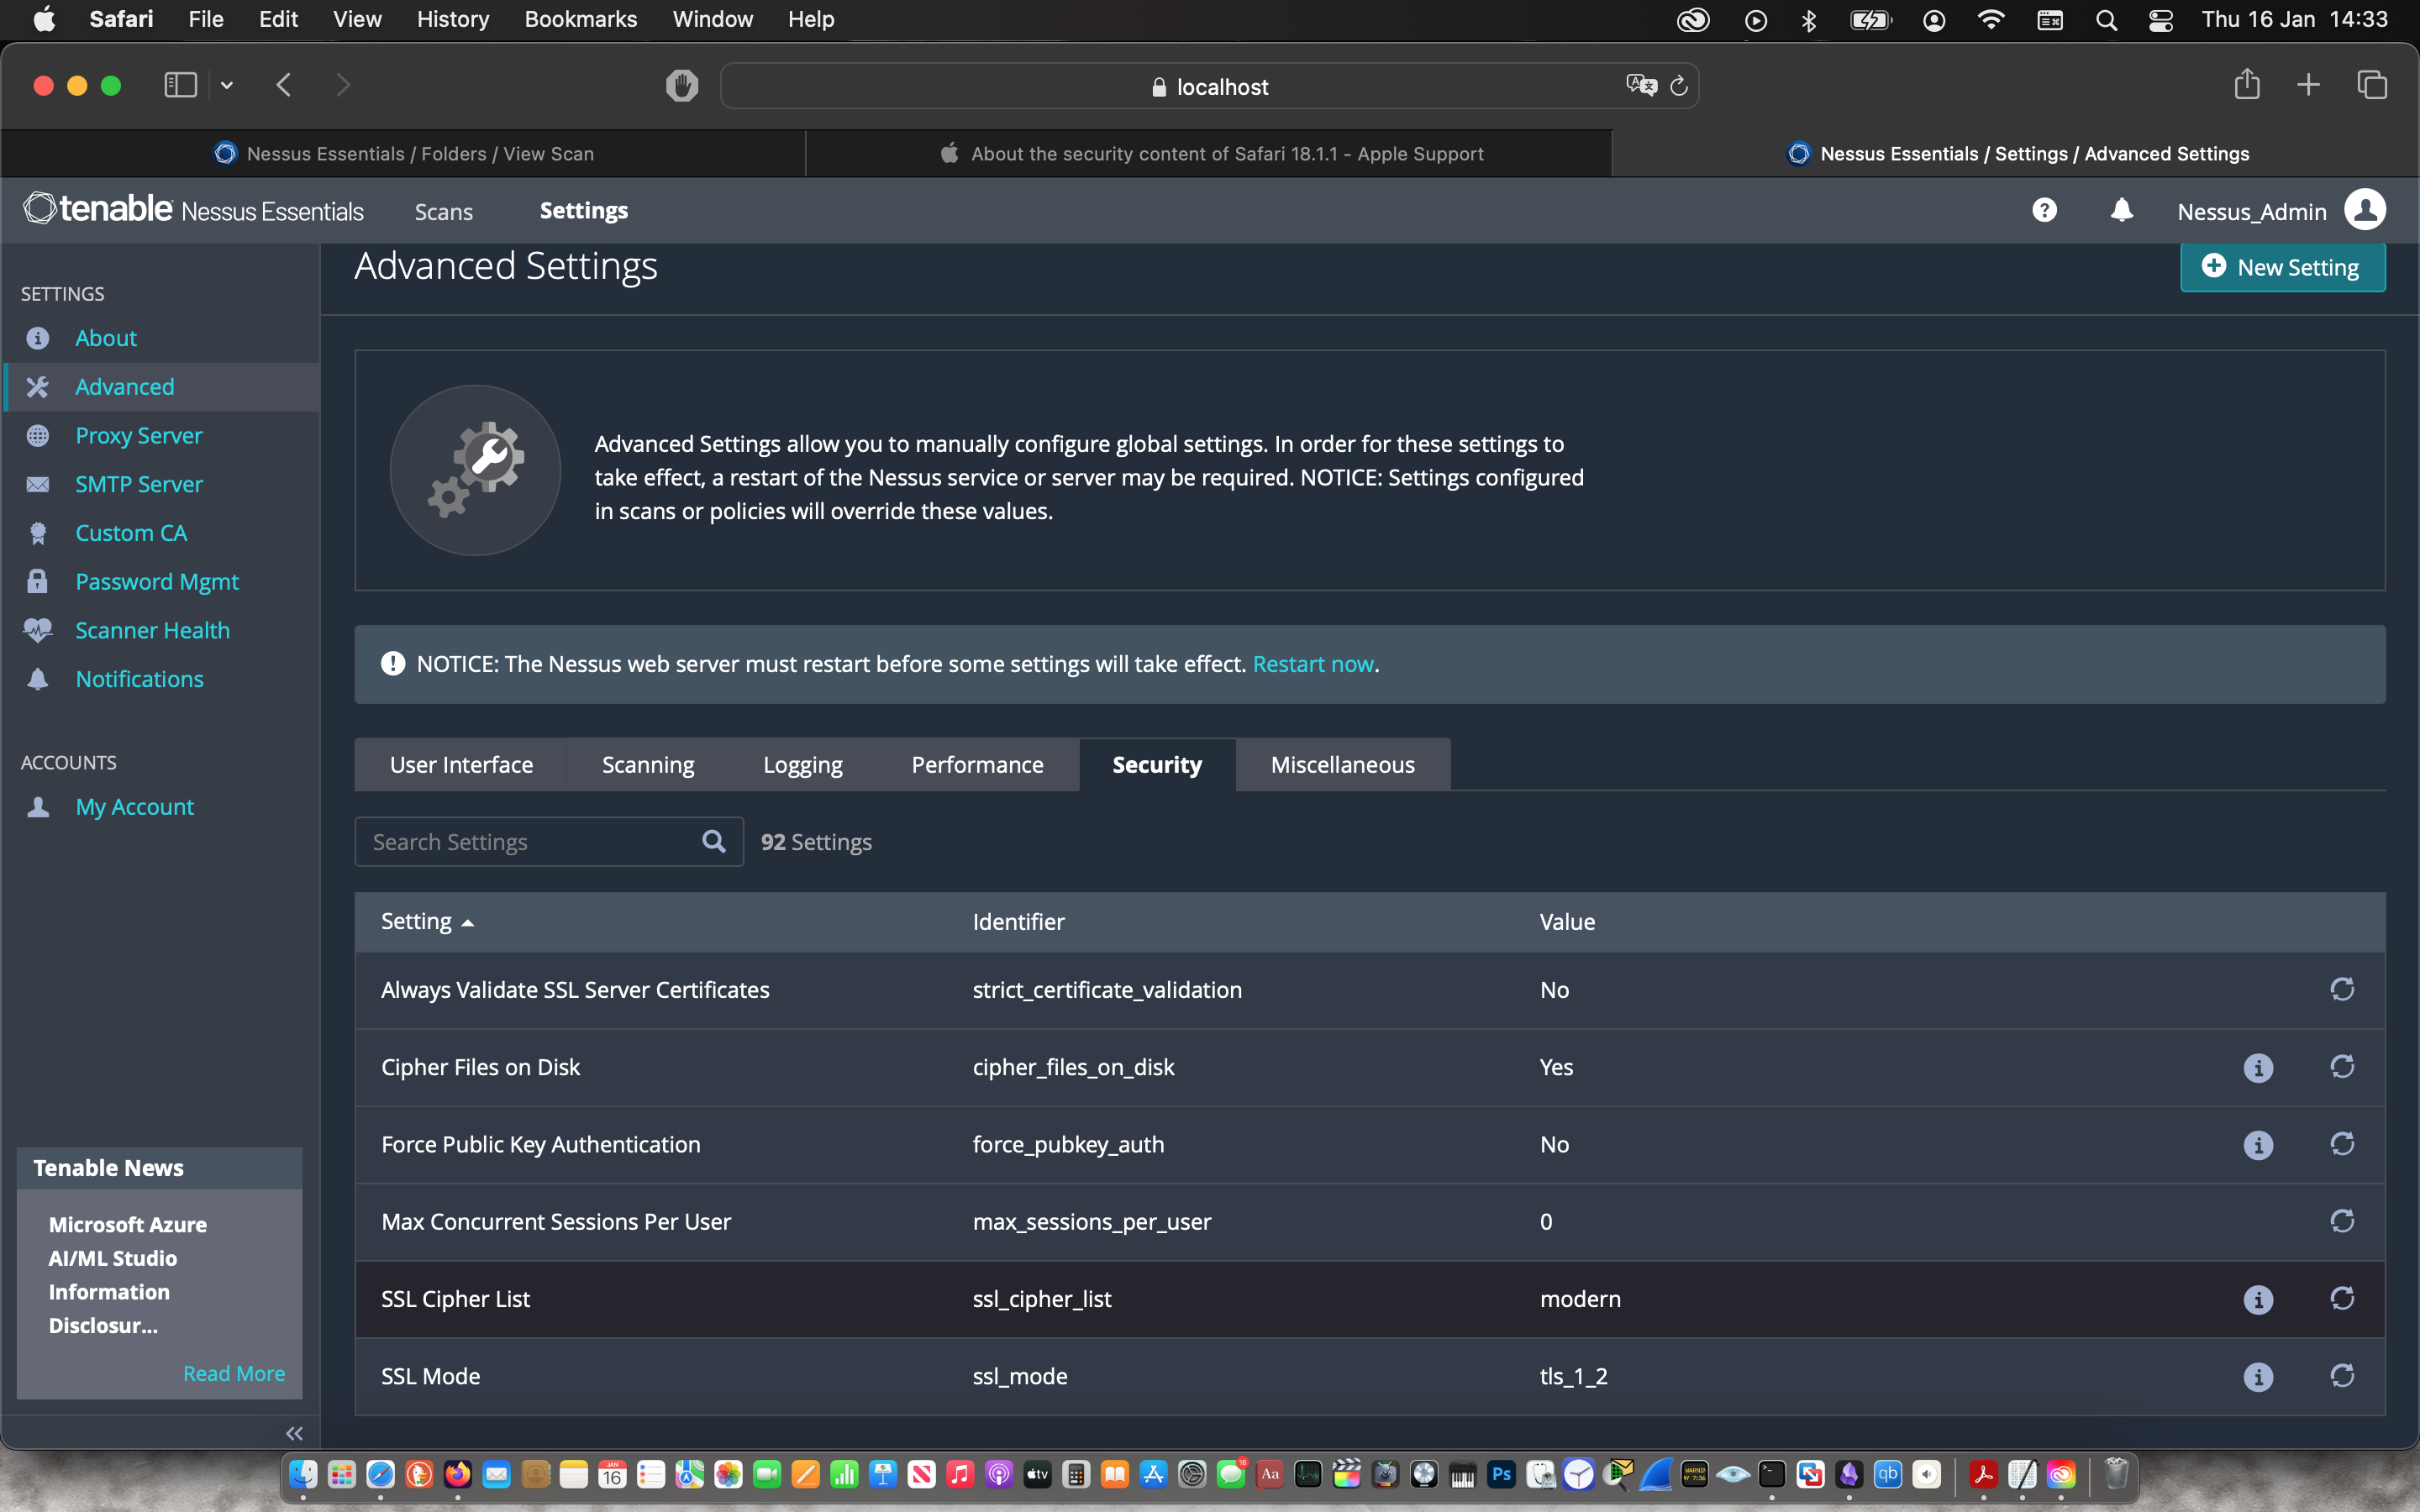 Safari File Edit View History Bookmarks Window Help Thu 16 Jan 14:33
localhost
Nessus Essentials / Folders / View Scan
About the security content of Safari 18.1.1 - Apple Support
Nessus Essentials / Settings / Advanced Settings
tenable Nessus Essentials Scans Settings Nessus_Admin
SETTINGS
About
Advanced
Proxy Server
SMTP Server
Custom CA
Password Mgmt
Scanner Health
Notifications
ACCOUNTS
My Account
Tenable News
Microsoft Azure
AI/ML Studio
Information
Disclosur...
Read More
Advanced Settings
New Setting
Advanced Settings allow you to manually configure global settings. In order for these settings to
take effect, a restart of the Nessus service or server may be required. NOTICE: Settings configured
in scans or policies will override these values.
NOTICE: The Nessus web server must restart before some settings will take effect. Restart now.
User Interface Scanning Logging Performance Security Miscellaneous
Search Settings 92 Settings
Setting Identifier Value
Always Validate SSL Server Certificates strict_certificate_validation No
Cipher Files on Disk cipher_files_on_disk Yes
Force Public Key Authentication force_pubkey_auth No
Max Concurrent Sessions Per User max_sessions_per_user 0
SSL Cipher List ssl_cipher_list modern
SSL Mode ssl_mode tls_1_2
JAN
16
tv
16
Aa
Ps
qb